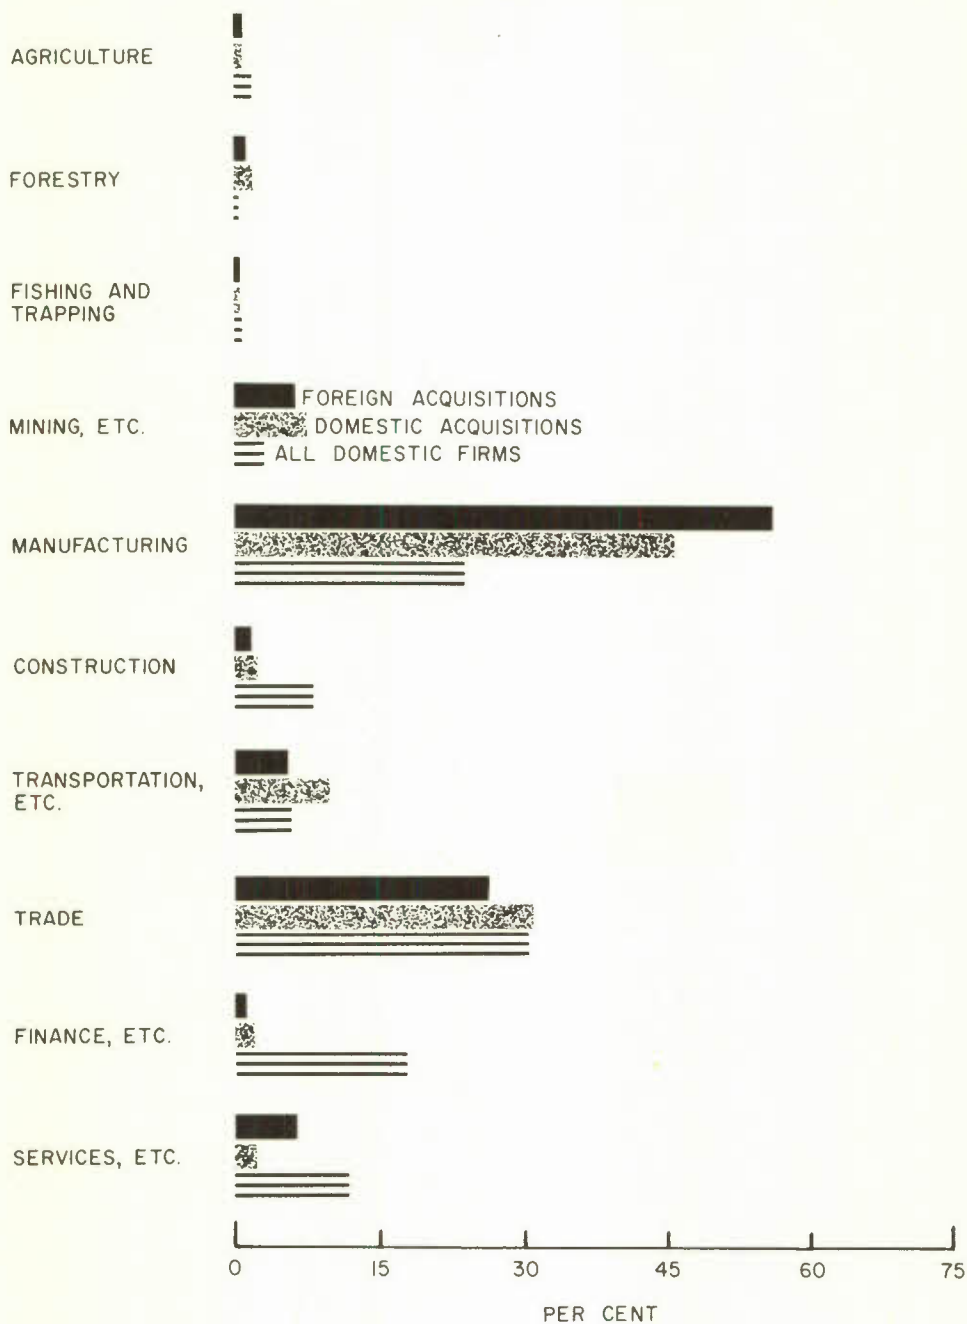 AGRICULTURE
FORESTRY
FISHING AND
TRAPPING
FOREIGN ACQUISITIONS
MINING, ETC.
DOMESTIC ACQUISITIONS
ALL DOMESTIC FIRMS
MANUFACTURING
CONSTRUCTION
TRANSPORTATION,
ETC.
TRADE
FINANCE, ETC.
SERVICES, ETC.
0 15 30 45 60 75
PER CENT